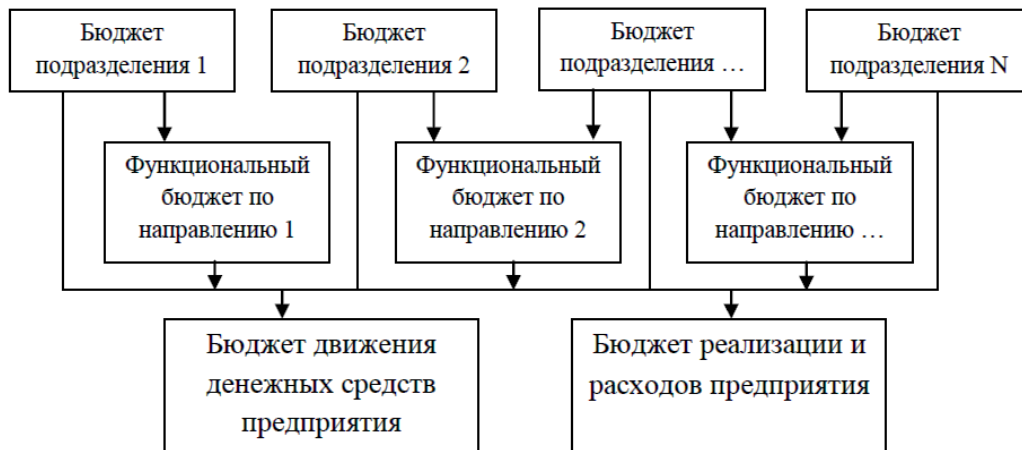 Бюджет
подразделения 1
Бюджет
подразделения 2
Бюджет
подразделения …
Бюджет
подразделения N
Функциональный
бюджет по
направлению 1
Функциональный
бюджет по
направлению 2
Функциональный
бюджет по
направлению …
Бюджет движения
денежных средств
предприятия
Бюджет реализации и
расходов предприятия